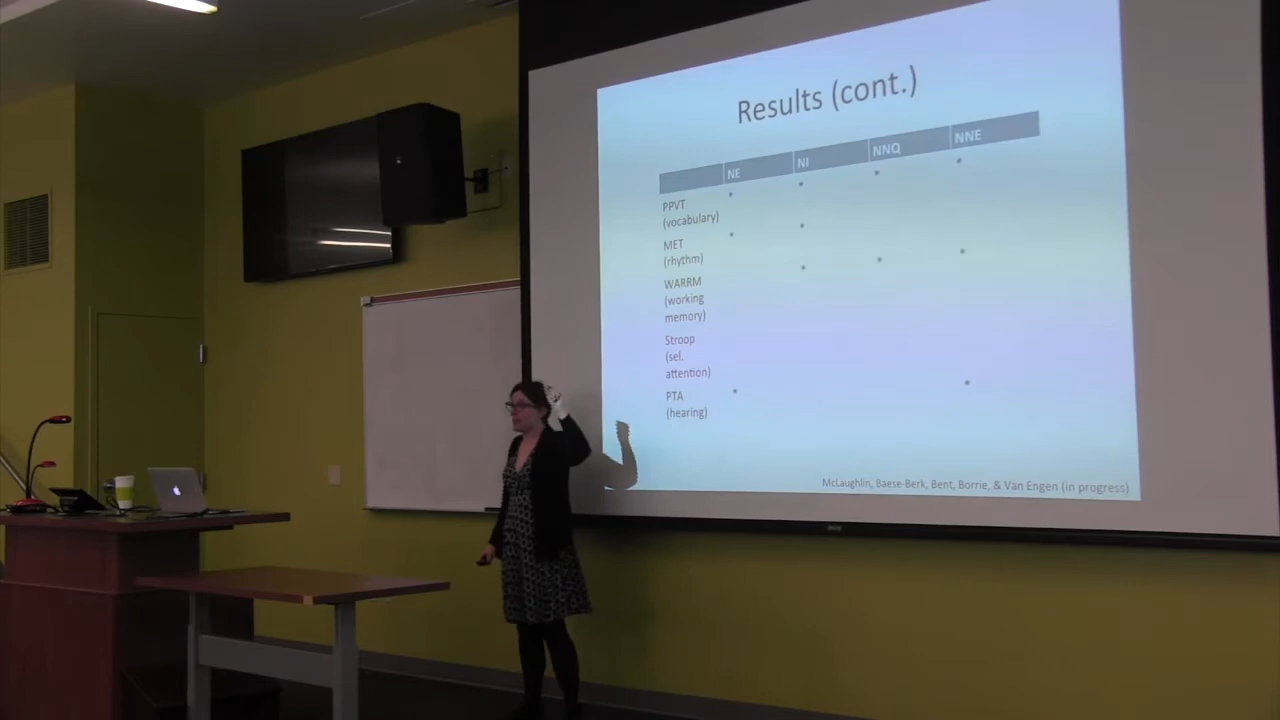 Results (cont.)
NE NI NNQ NNE
* * * *
PPVT
(vocabulary)
* *
MET
(rhythm)
* * *
WARRM
(working
memory)
Stroop
(sel.
attention)
* *
PTA
(hearing)
McLaughlin, Baese-Berk, Bent, Borrie, & Van Engen (in progress)